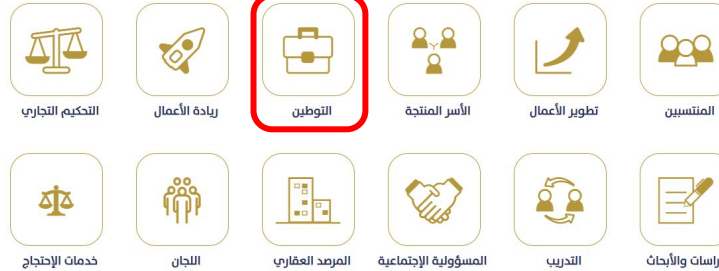 المنتسبين
تطوير الأعمال
الأسر المنتجة
التوطين
ريادة الأعمال
التحكيم التجاري
والأبحاث
التدريب
المسؤولية الإجتماعية
المرصد العقاري
اللجان
خدمات الإحتجاج